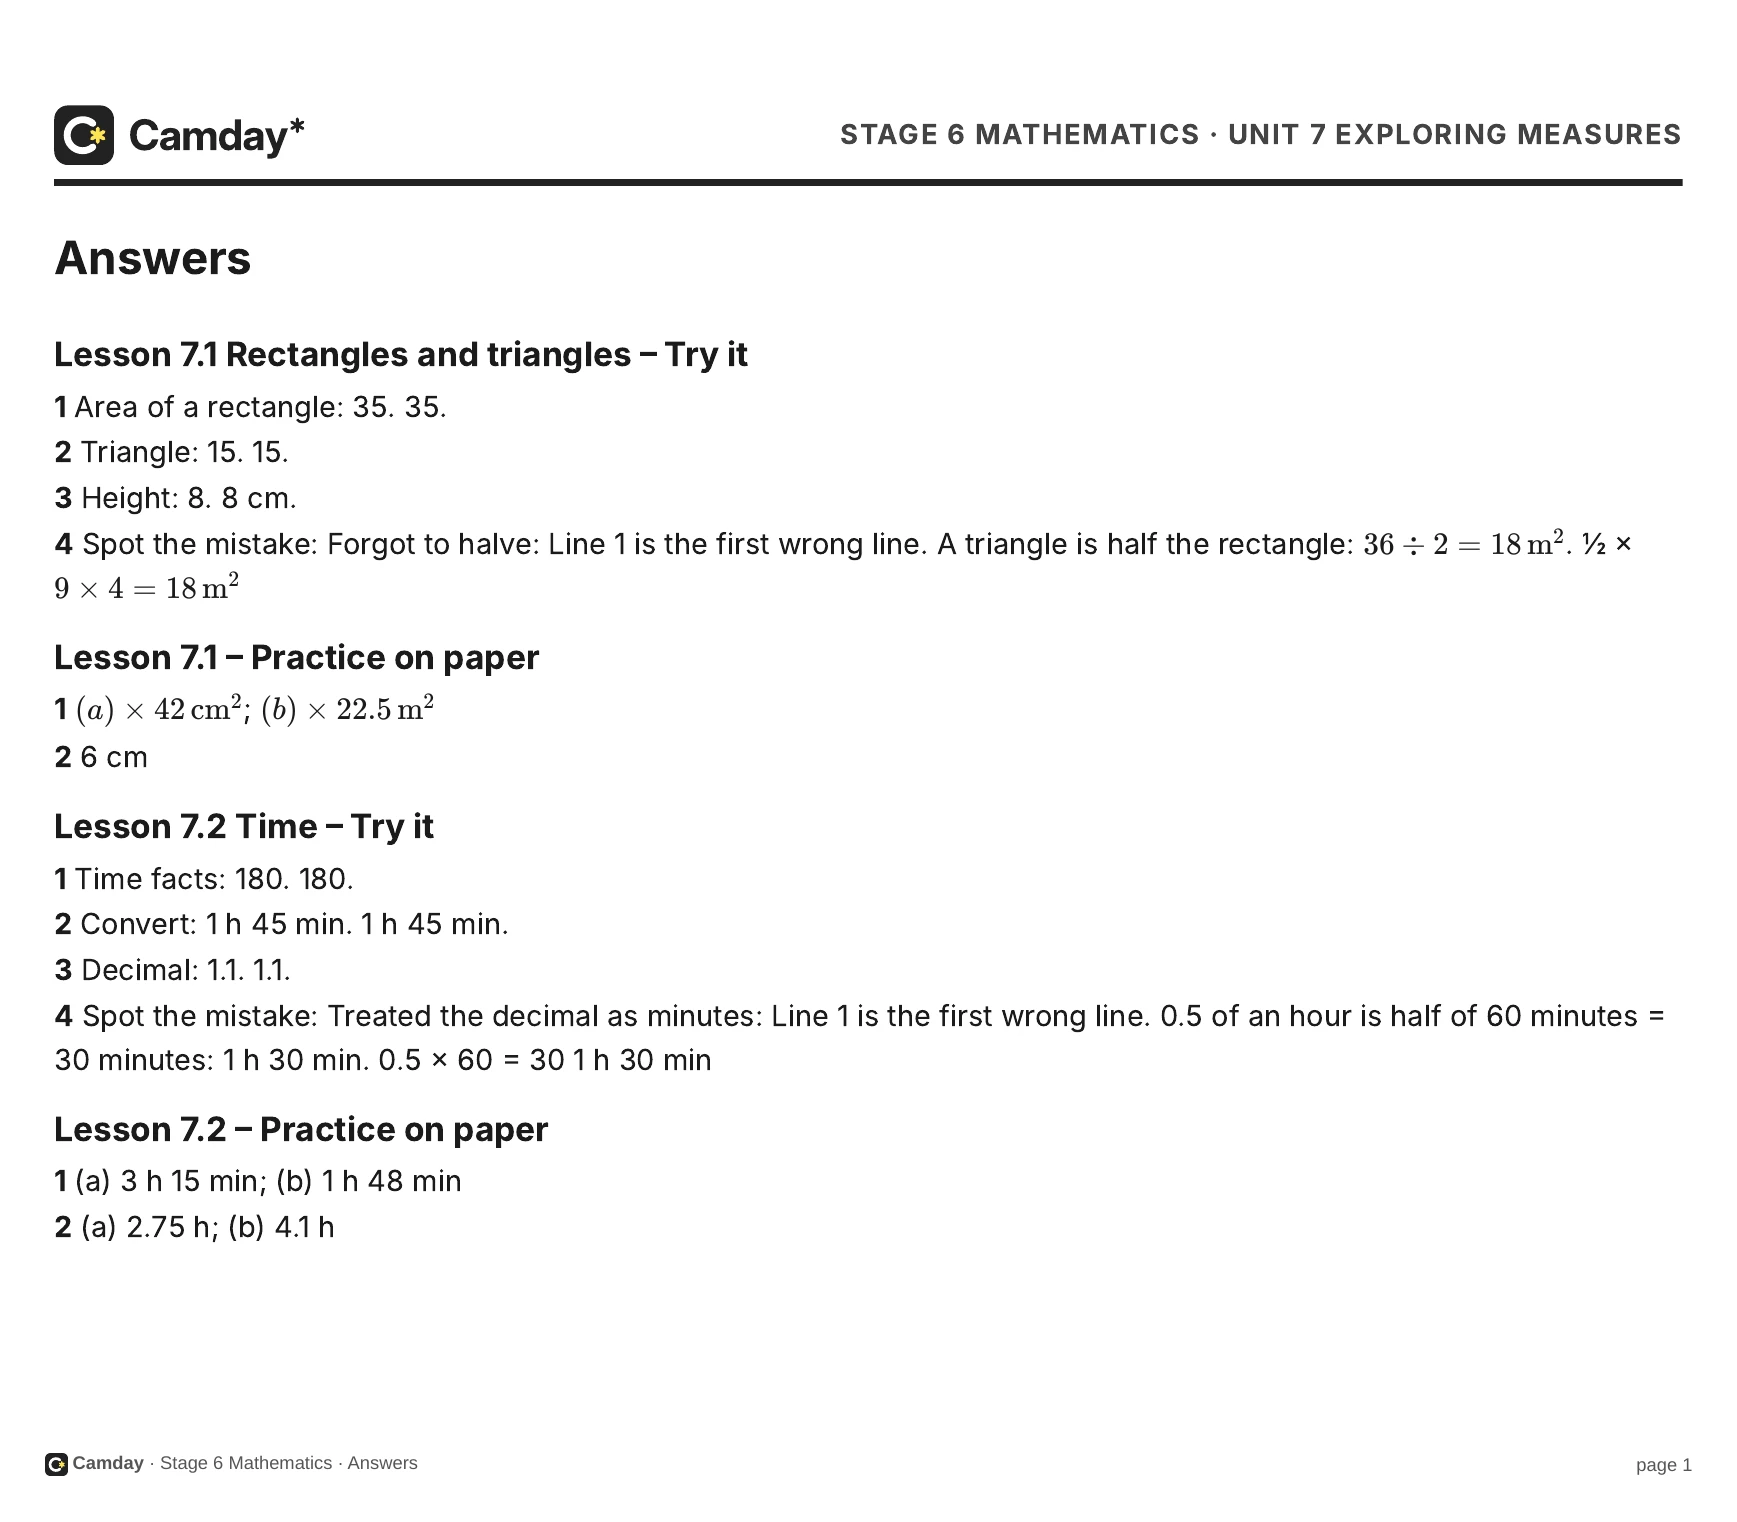 Camday*
STAGE 6 MATHEMATICS · UNIT 7 EXPLORING MEASURES
Answers
Lesson 7.1 Rectangles and triangles – Try it
1 Area of a rectangle: 35. 35.
2 Triangle: 15. 15.
3 Height: 8. 8 cm.
4 Spot the mistake: Forgot to halve: Line 1 is the first wrong line. A triangle is half the rectangle: 36 ÷ 2 = 18 m². ½ ×
9 × 4 = 18 m²
Lesson 7.1 – Practice on paper
1 (a) × 42 cm²; (b) × 22.5 m²
2 6 cm
Lesson 7.2 Time – Try it
1 Time facts: 180. 180.
2 Convert: 1 h 45 min. 1 h 45 min.
3 Decimal: 1.1. 1.1.
4 Spot the mistake: Treated the decimal as minutes: Line 1 is the first wrong line. 0.5 of an hour is half of 60 minutes =
30 minutes: 1 h 30 min. 0.5 × 60 = 30 1 h 30 min
Lesson 7.2 – Practice on paper
1 (a) 3 h 15 min; (b) 1 h 48 min
2 (a) 2.75 h; (b) 4.1 h
Camday · Stage 6 Mathematics · Answers
page 1